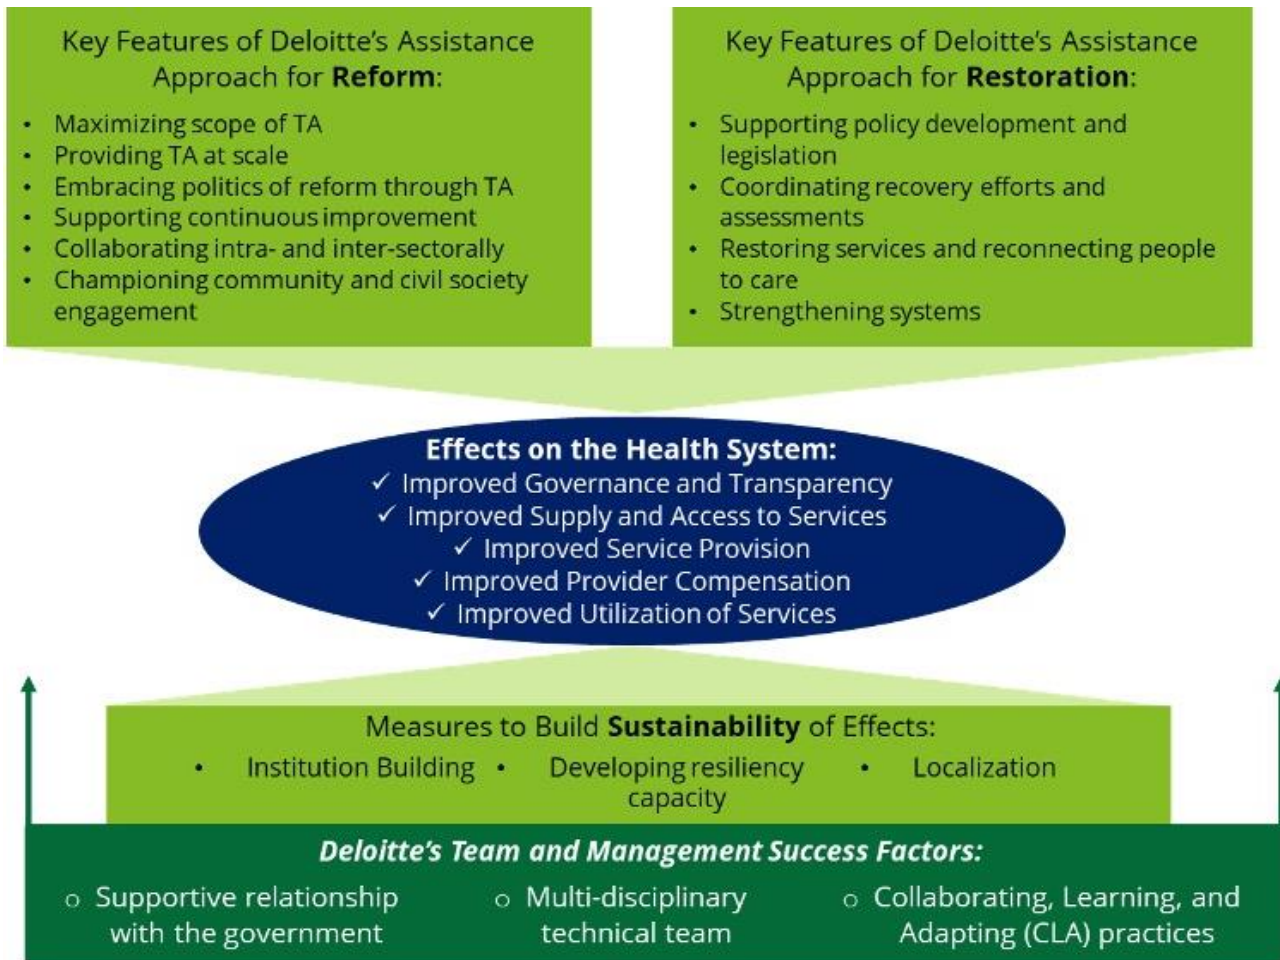 Key Features of Deloitte's Assistance
Approach for Reform:
• Maximizing scope of TA
• Providing TA at scale
• Embracing politics of reform through TA
• Supporting continuous improvement
• Collaborating intra- and inter-sectorally
• Championing community and civil society
engagement
Key Features of Deloitte's Assistance
Approach for Restoration:
• Supporting policy development and
legislation
• Coordinating recovery efforts and
assessments
• Restoring services and reconnecting people
to care
• Strengthening systems
Effects on the Health System:
✓ Improved Governance and Transparency
✓ Improved Supply and Access to Services
✓ Improved Service Provision
✓ Improved Provider Compensation
✓ Improved Utilization of Services
Measures to Build Sustainability of Effects:
• Institution Building
• Developing resiliency
capacity
• Localization
Deloitte's Team and Management Success Factors:
o Supportive relationship
with the government
o Multi-disciplinary
technical team
o Collaborating, Learning, and
Adapting (CLA) practices